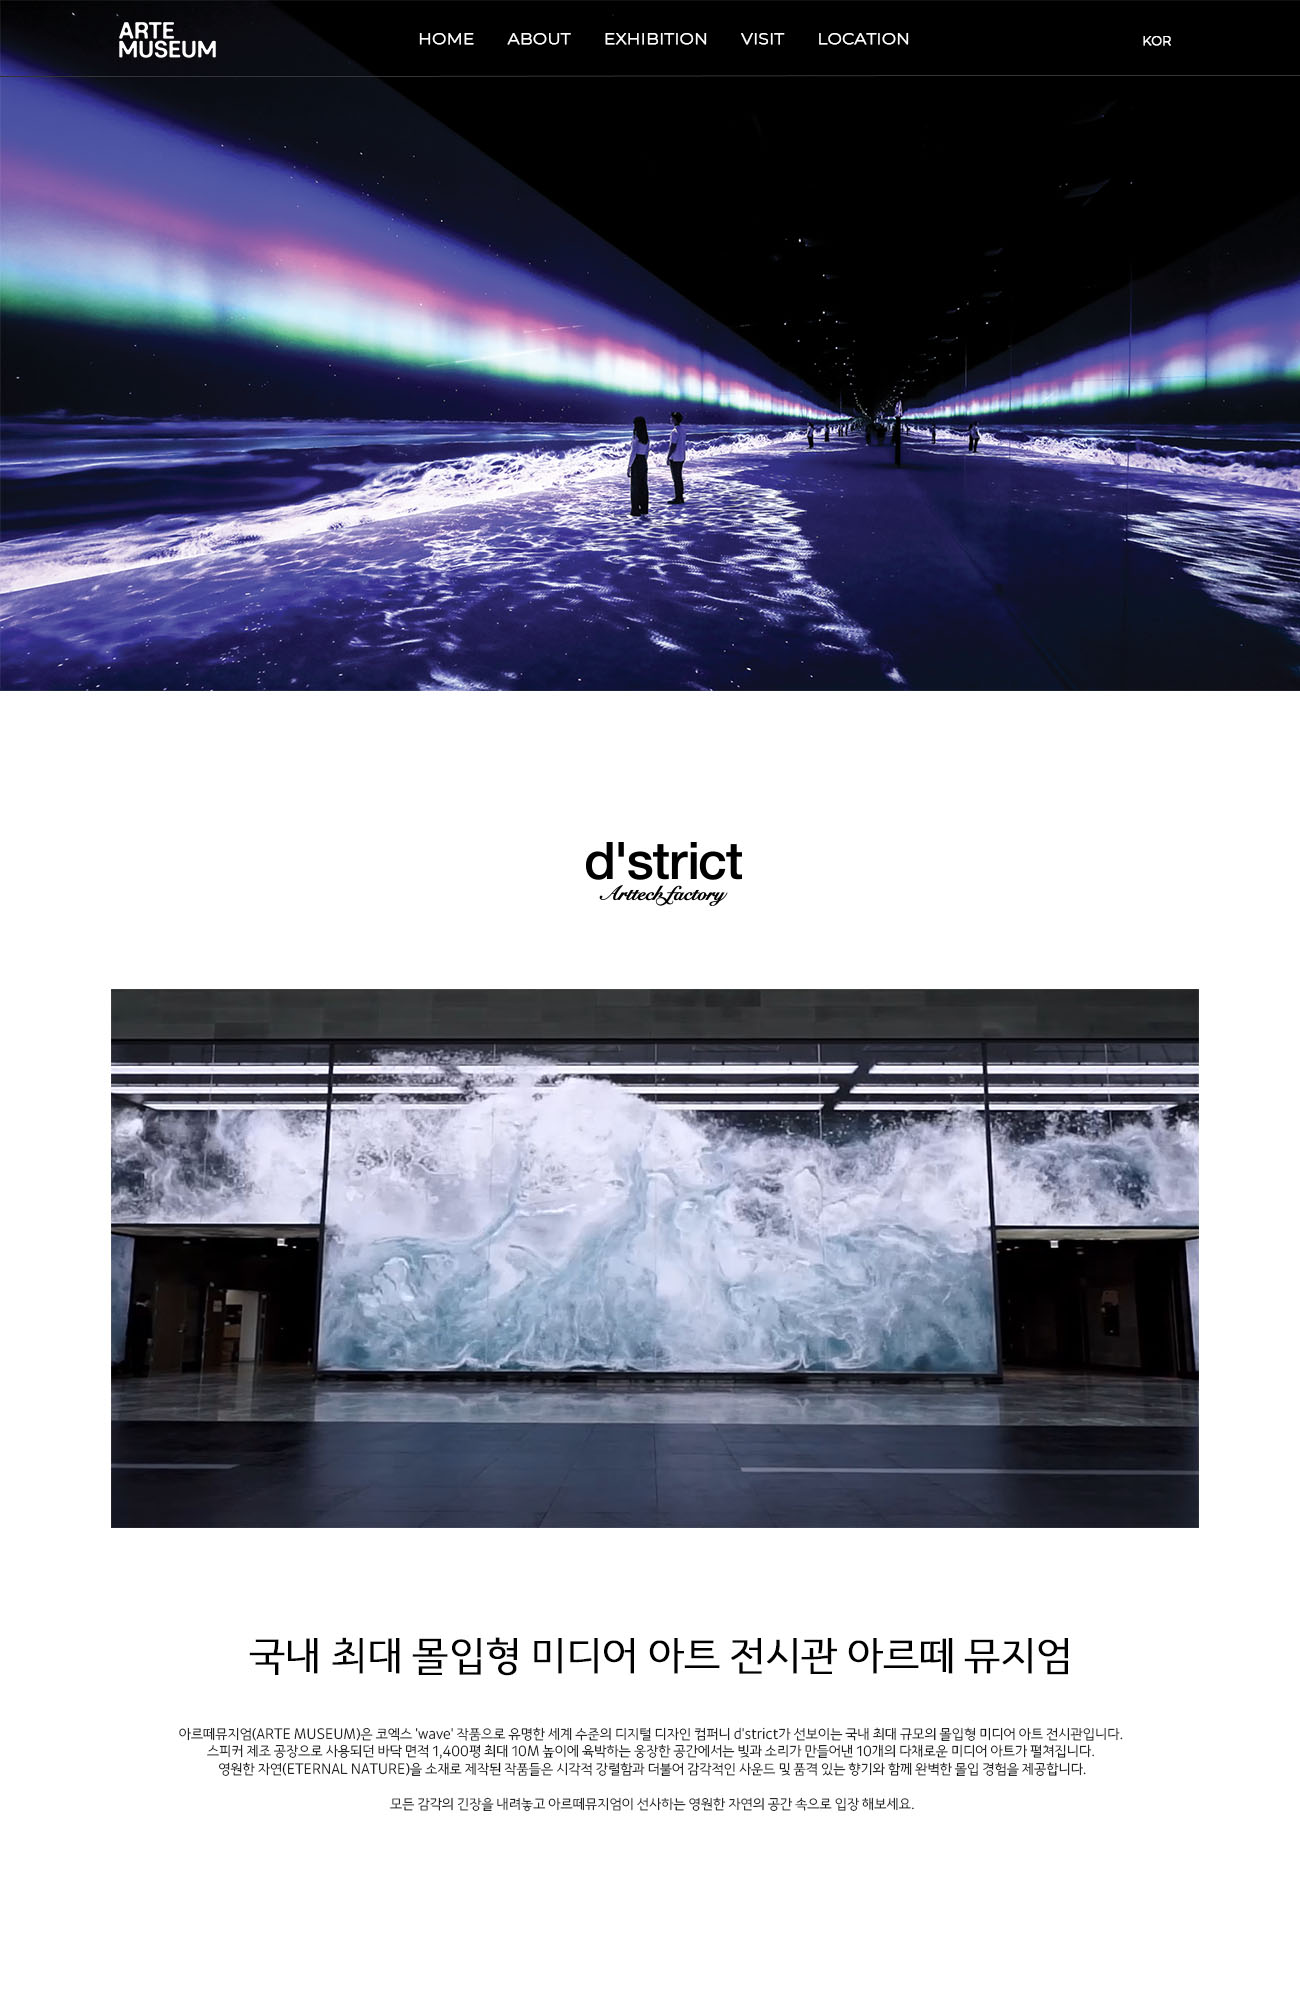 ARTE
MUSEUM
HOME ABOUT EXHIBITION VISIT LOCATION
KOR
d'strict
Arttech factory
국내 최대 몰입형 미디어 아트 전시관 아르떼 뮤지엄
아르떼뮤지엄(ARTE MUSEUM)은 코엑스 'wave' 작품으로 유명한 세계 수준의 디지털 디자인 컴퍼니 d'strict가 선보이는 국내 최대 규모의 몰입형 미디어 아트 전시관입니다.
스피커 제조 공장으로 사용되던 바닥 면적 1,400평 최대 10M 높이에 육박하는 웅장한 공간에서는 빛과 소리가 만들어낸 10개의 다채로운 미디어 아트가 펼쳐집니다.
영원한 자연(ETERNAL NATURE)을 소재로 제작된 작품들은 시각적 강렬함과 더불어 감각적인 사운드 및 품격 있는 향기와 함께 완벽한 몰입 경험을 제공합니다.
모든 감각의 긴장을 내려놓고 아르떼뮤지엄이 선사하는 영원한 자연의 공간 속으로 입장 해보세요.